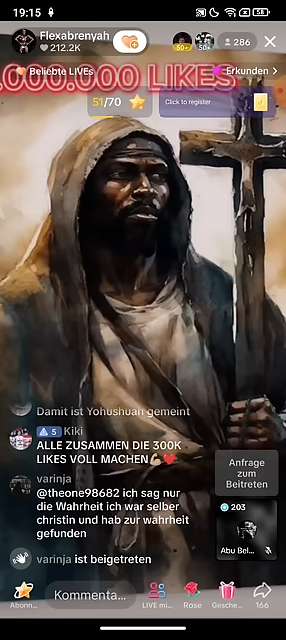 19:15
58
Flexabrenyah
212.2K
50+
50+
286
Beliebte LIVEs
Erkunden >
.000.000 LIKES
51/70
Click to register
Damit ist Yohushuah gemeint
5 Kiki
ALLE ZUSAMMEN DIE 300K
LIKES VOLL MACHEN💪❤️
varinja
@theone98682 ich sag nur
die Wahrheit ich war selber
christin und hab zur wahrheit
gefunden
varinja ist beigetreten
Anfrage
zum
Beitreten
203
Abu Bel...
Kommenta...
Abonn...
LIVE mi...
Rose
Gesche...
166